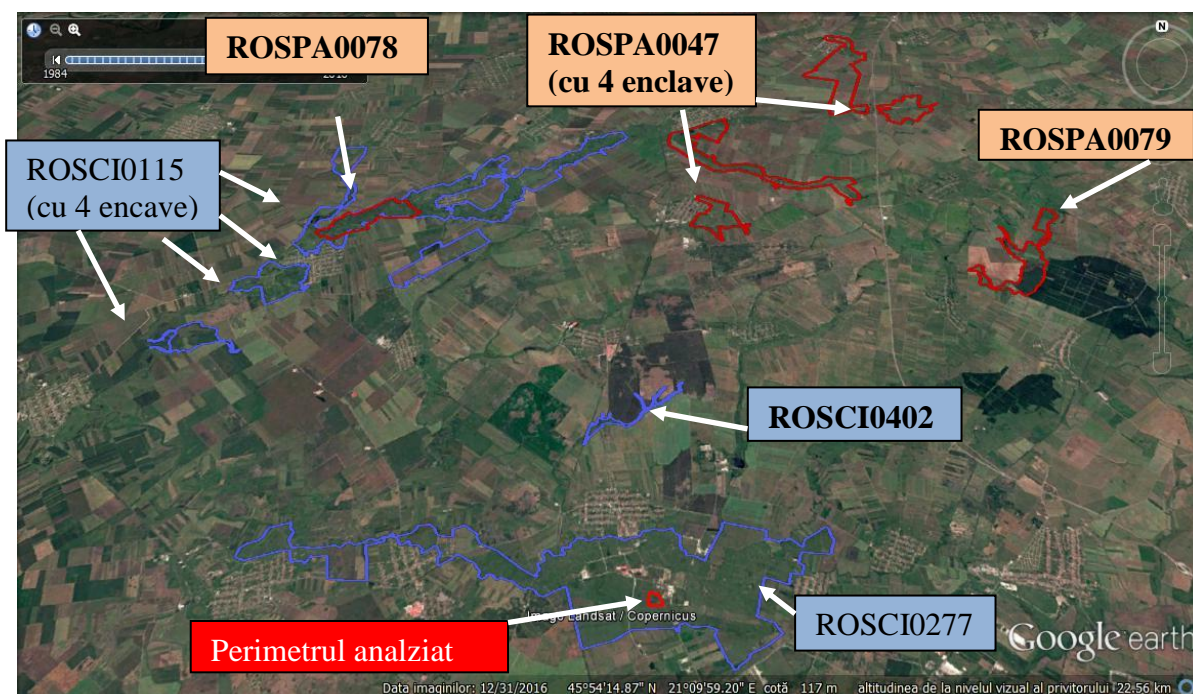 ROSPA0078
ROSPA0047
(cu 4 enclave)
N
1984
ROSPA0079
ROSCI0115
(cu 4 encave)
ROSCI0402
ROSCI0277
Image Landsat / Copernicus
Perimetrul analziat
Google earth
Data imaginilor: 12/31/2016 45°54'14.87" N 21°09'59.20" E cotă 117 m altitudinea de la nivelul vizual al privitorului 22.56 km